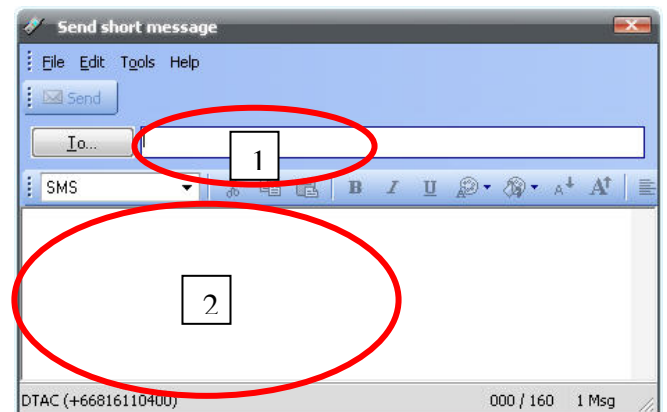 Send short message
File Edit Tools Help
Send
To...
1
SMS B I U A A
2
DTAC (+66816110400) 000 / 160 1 Msg